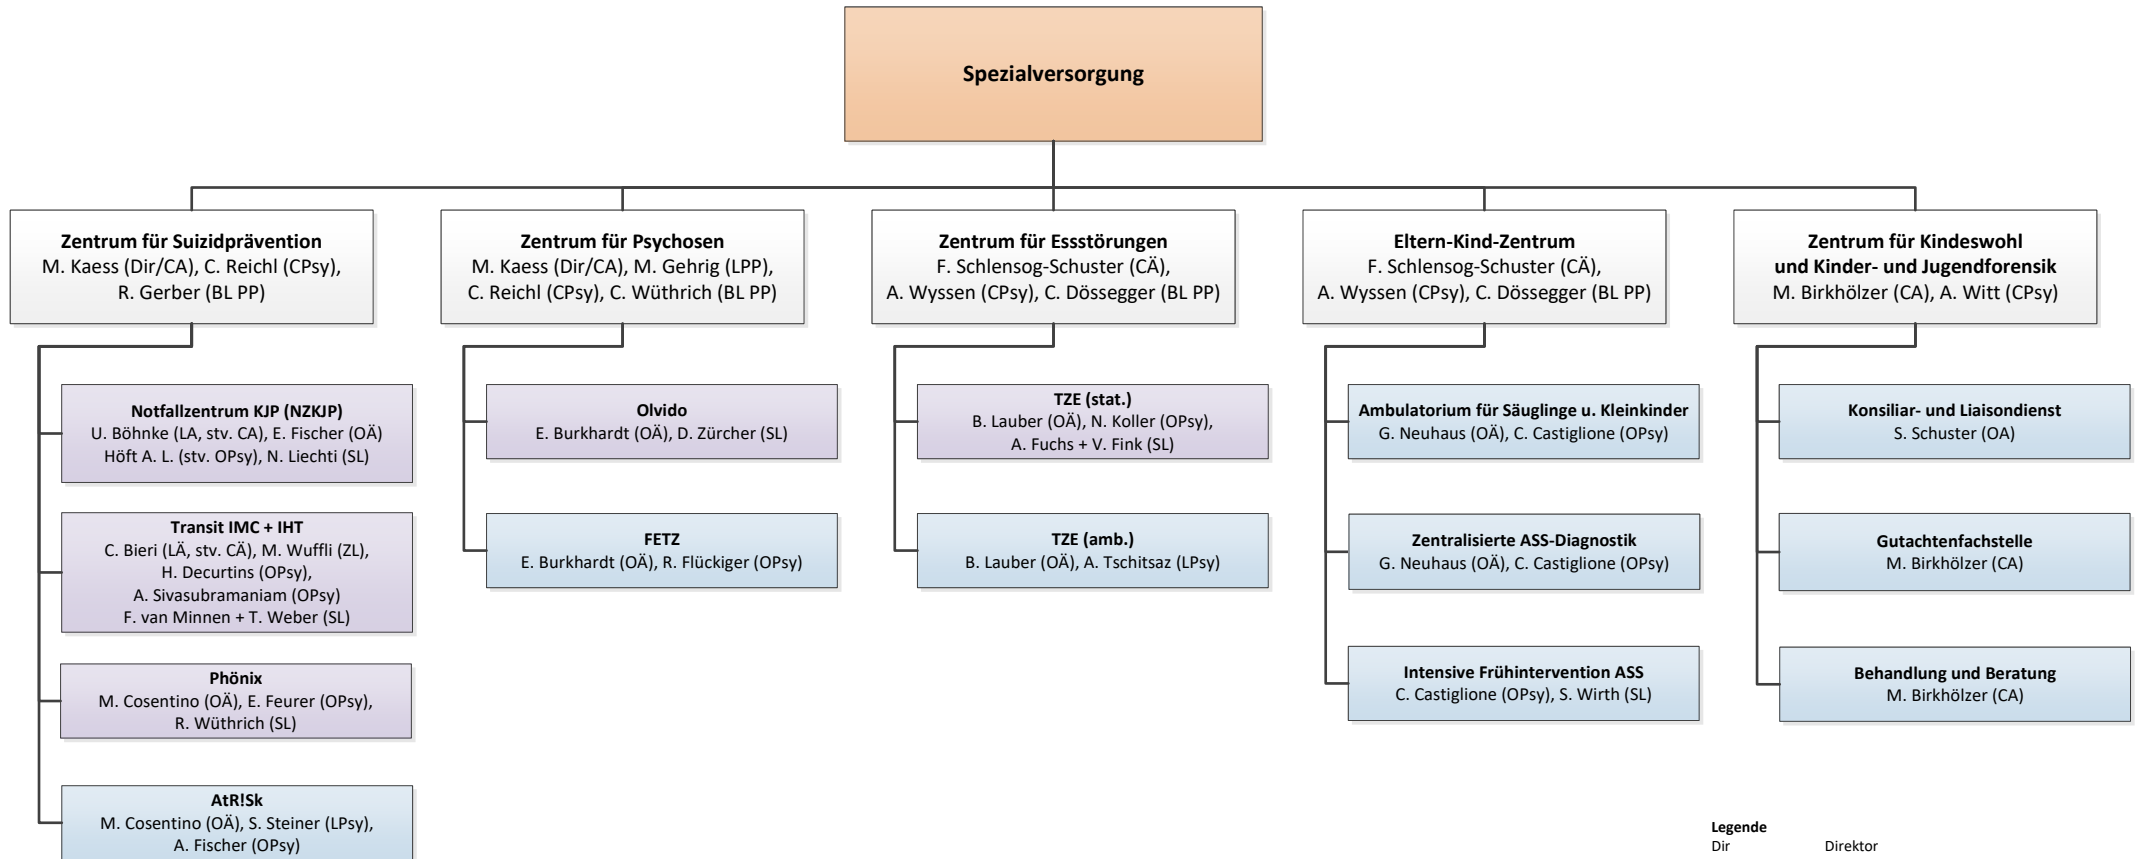 Spezialversorgung
Zentrum für Suizidprävention
M. Kaess (Dir/CA), C. Reichl (CPsy),
R. Gerber (BL PP)
Notfallzentrum KJP (NZKJP)
U. Böhnke (LA, stv. CA), E. Fischer (OÄ)
Höft A. L. (stv. OPsy), N. Liechti (SL)
Transit IMC + IHT
C. Bieri (LÄ, stv. CÄ), M. Wuffli (ZL),
H. Decurtins (OPsy),
A. Sivasubramaniam (OPsy)
F. van Minnen + T. Weber (SL)
Phönix
M. Cosentino (OÄ), E. Feurer (OPsy),
R. Wüthrich (SL)
AtR!Sk
M. Cosentino (OÄ), S. Steiner (LPsy),
A. Fischer (OPsy)
Zentrum für Psychosen
M. Kaess (Dir/CA), M. Gehrig (LPP),
C. Reichl (CPsy), C. Wüthrich (BL PP)
Olvido
E. Burkhardt (OÄ), D. Zürcher (SL)
FETZ
E. Burkhardt (OÄ), R. Flückiger (OPsy)
Zentrum für Essstörungen
F. Schlensog-Schuster (CÄ),
A. Wyssen (CPsy), C. Dössegger (BL PP)
TZE (stat.)
B. Lauber (OÄ), N. Koller (OPsy),
A. Fuchs + V. Fink (SL)
TZE (amb.)
B. Lauber (OÄ), A. Tschitsaz (LPsy)
Eltern-Kind-Zentrum
F. Schlensog-Schuster (CÄ),
A. Wyssen (CPsy), C. Dössegger (BL PP)
Ambulatorium für Säuglinge u. Kleinkinder
G. Neuhaus (OÄ), C. Castiglione (OPsy)
Zentralisierte ASS-Diagnostik
G. Neuhaus (OÄ), C. Castiglione (OPsy)
Intensive Frühintervention ASS
C. Castiglione (OPsy), S. Wirth (SL)
Zentrum für Kindeswohl
und Kinder- und Jugendforensik
M. Birkhölzer (CA), A. Witt (CPsy)
Konsiliar- und Liaisondienst
S. Schuster (OA)
Gutachtenfachstelle
M. Birkhölzer (CA)
Behandlung und Beratung
M. Birkhölzer (CA)
Legende
Dir Direktor